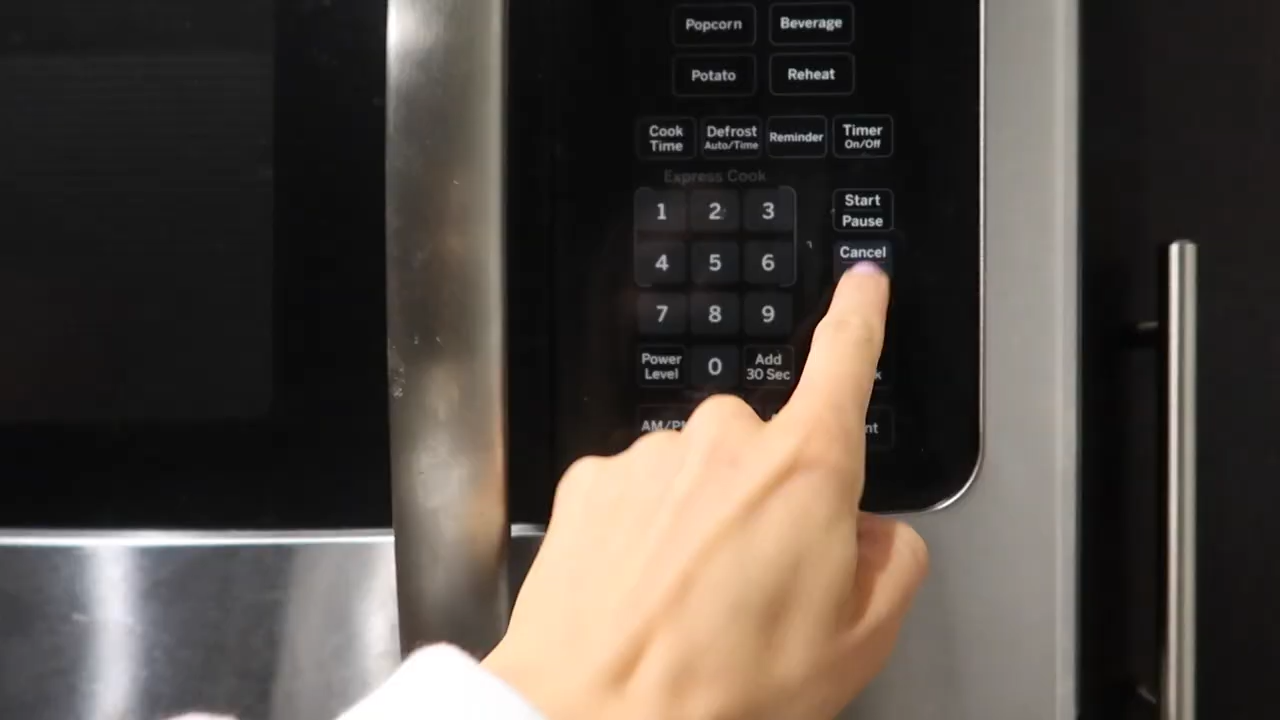 Popcorn
Beverage
Potato
Reheat
Cook
Time
Defrost
Auto/Time
Reminder
Timer
On/Off
Express Cook
1 2 3
Start
Pause
4 5 6
Cancel
7 8 9
Power
Level
0
Add
30 Sec